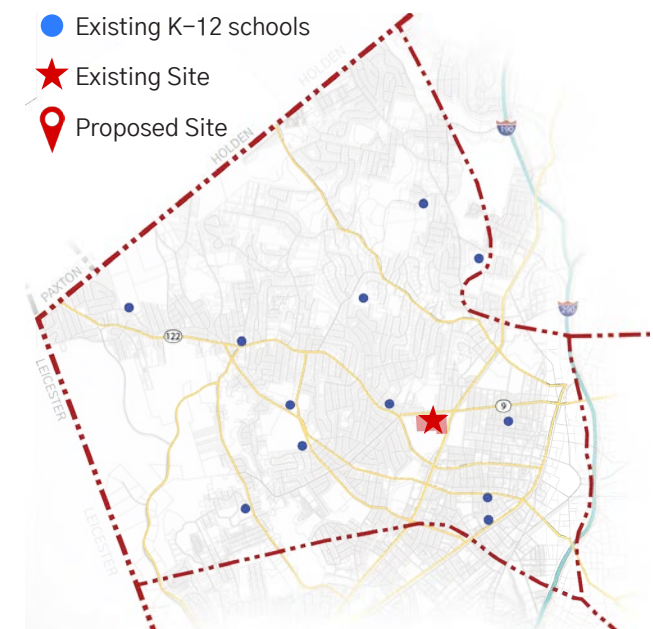 Existing K-12 schools
Existing Site
Proposed Site
HOLDEN
HOLDEN
190
PAXTON
290
122
LEICESTER
9
LEICESTER